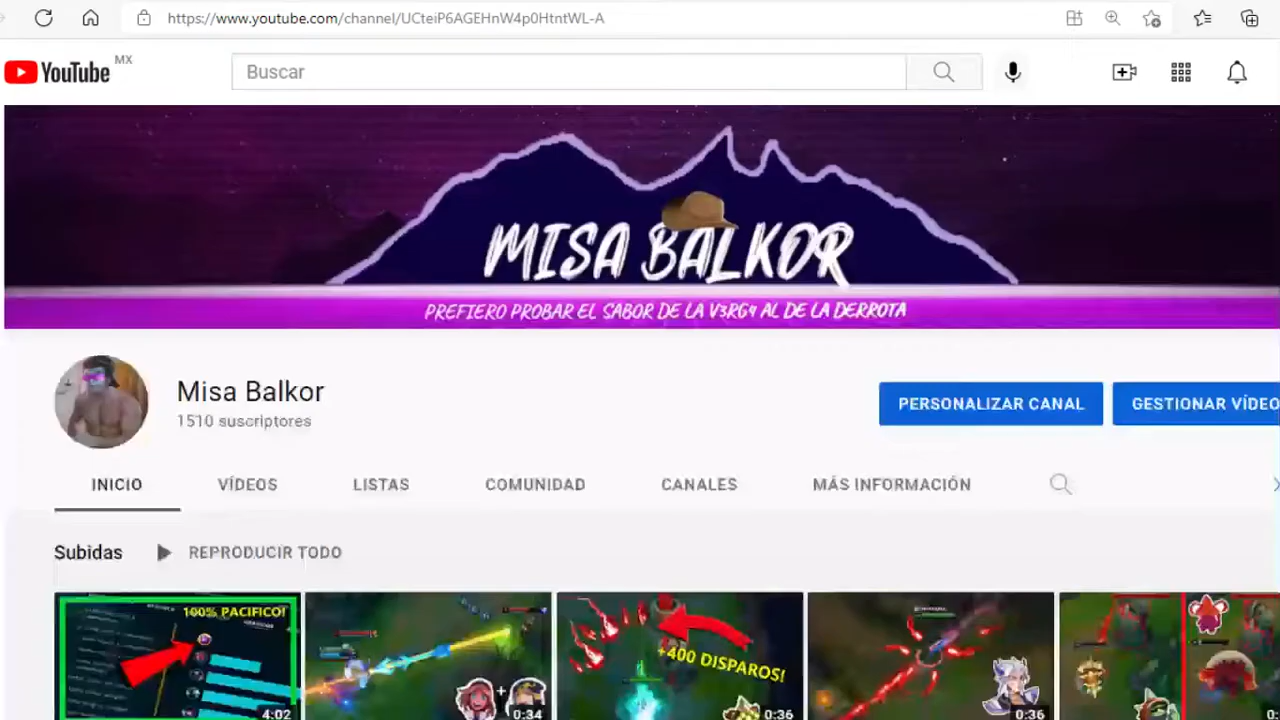 https://www.youtube.com/channel/UCteiP6AGEHnW4p0HtntWL-A
YouTube MX
Buscar
MISA BALKOR
PREFIERO PROBAR EL SABOR DE LA V3RG4 AL DE LA DERROTA
Misa Balkor
1510 suscriptores
PERSONALIZAR CANAL
GESTIONAR VÍDEO
INICIO
VÍDEOS
LISTAS
COMUNIDAD
CANALES
MÁS INFORMACIÓN
Subidas
REPRODUCIR TODO
100% PACIFICO!
+400 DISPAROS!
4:02
0:34
0:36
0:36
0: